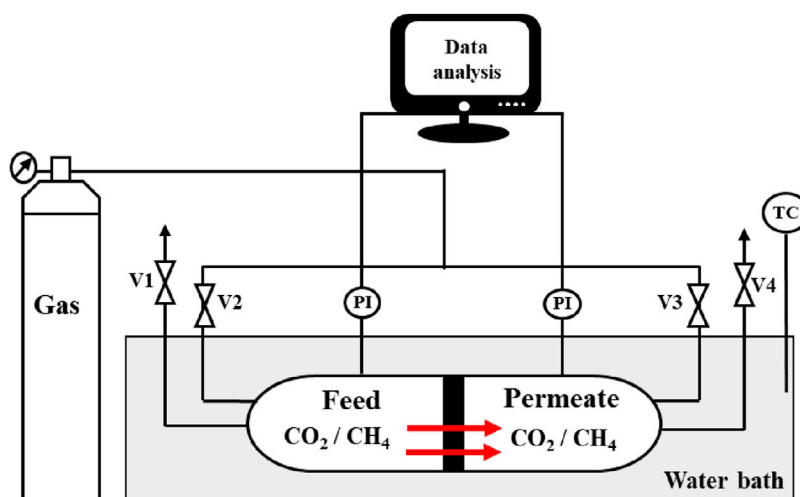 Data
analysis
TC
V1
V2
PI
PI
V3
V4
Gas
Feed
Permeate
CO₂ / CH₄
CO₂ / CH₄
Water bath